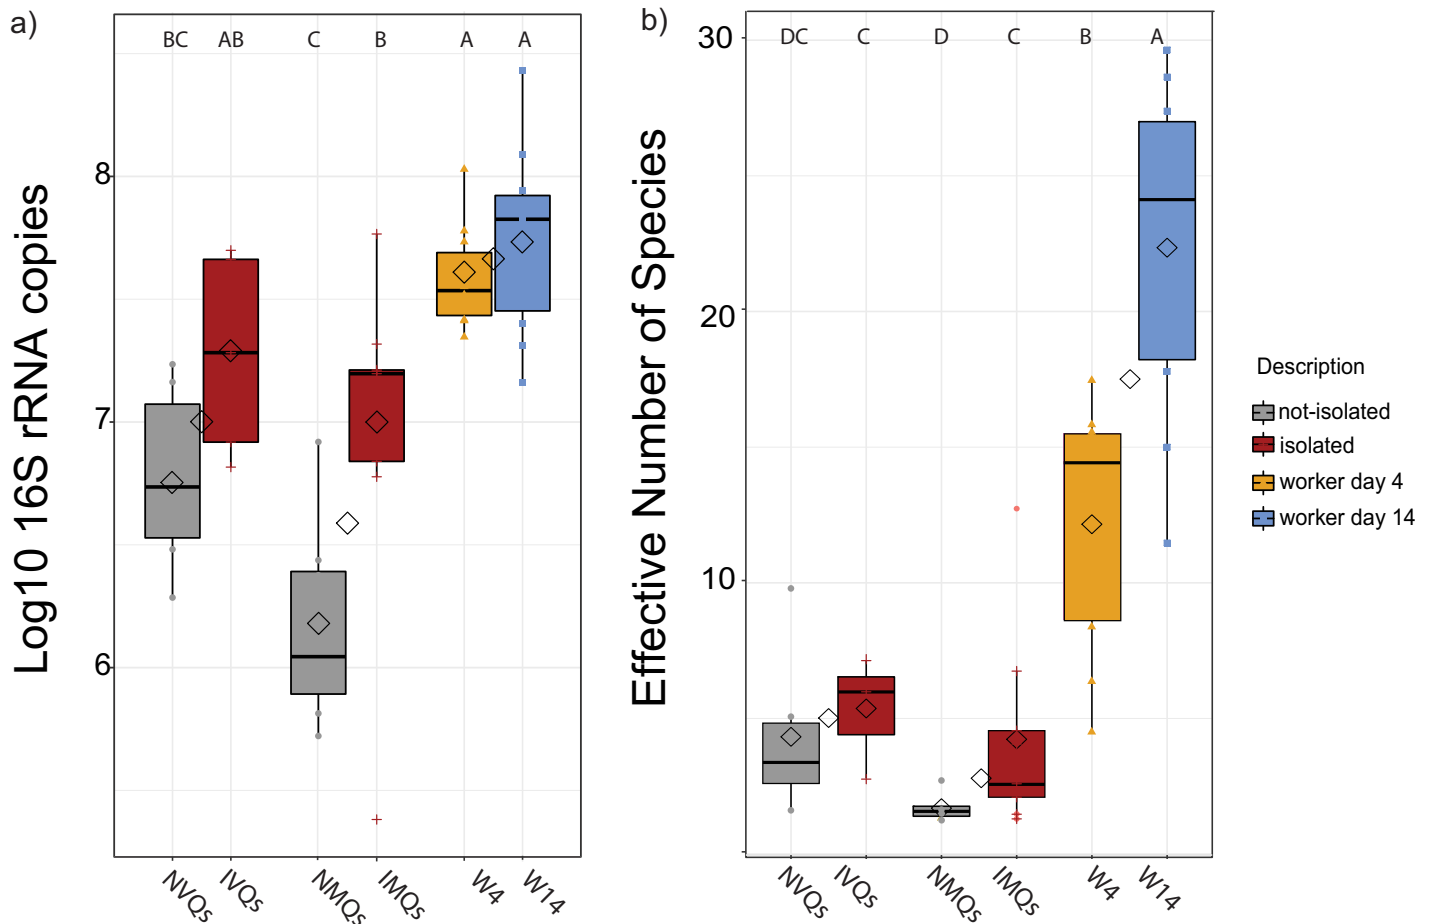 a)
BC AB C B A A
Log10 16S rRNA copies
8
7
6
NVQs IVQs NMQs IMQs W4 W14
b)
DC C D C B A
Effective Number of Species
30
20
10
NVQs IVQs NMQs IMQs W4 W14
Description
not-isolated
isolated
worker day 4
worker day 14